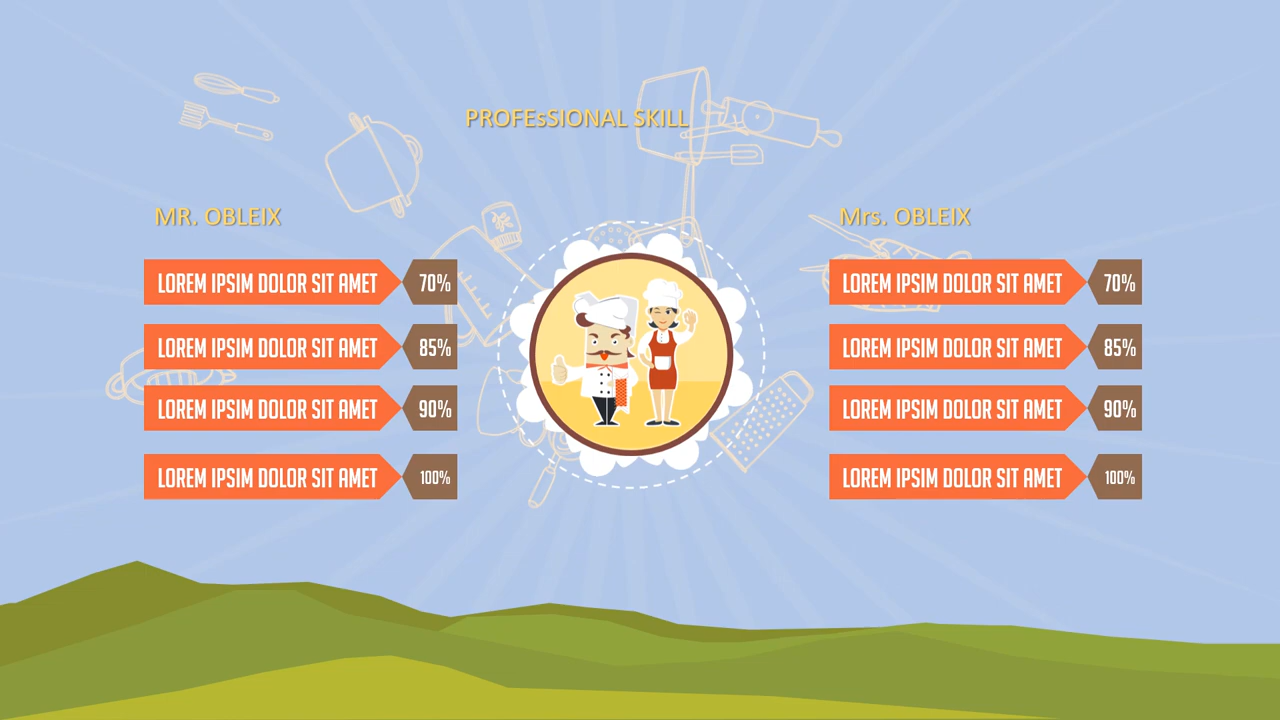 PROFEsSIONAL SKILL
MR. OBLEIX
LOREM IPSIM DOLOR SIT AMET 70%
LOREM IPSIM DOLOR SIT AMET 85%
LOREM IPSIM DOLOR SIT AMET 90%
LOREM IPSIM DOLOR SIT AMET 100%
Mrs. OBLEIX
LOREM IPSIM DOLOR SIT AMET 70%
LOREM IPSIM DOLOR SIT AMET 85%
LOREM IPSIM DOLOR SIT AMET 90%
LOREM IPSIM DOLOR SIT AMET 100%